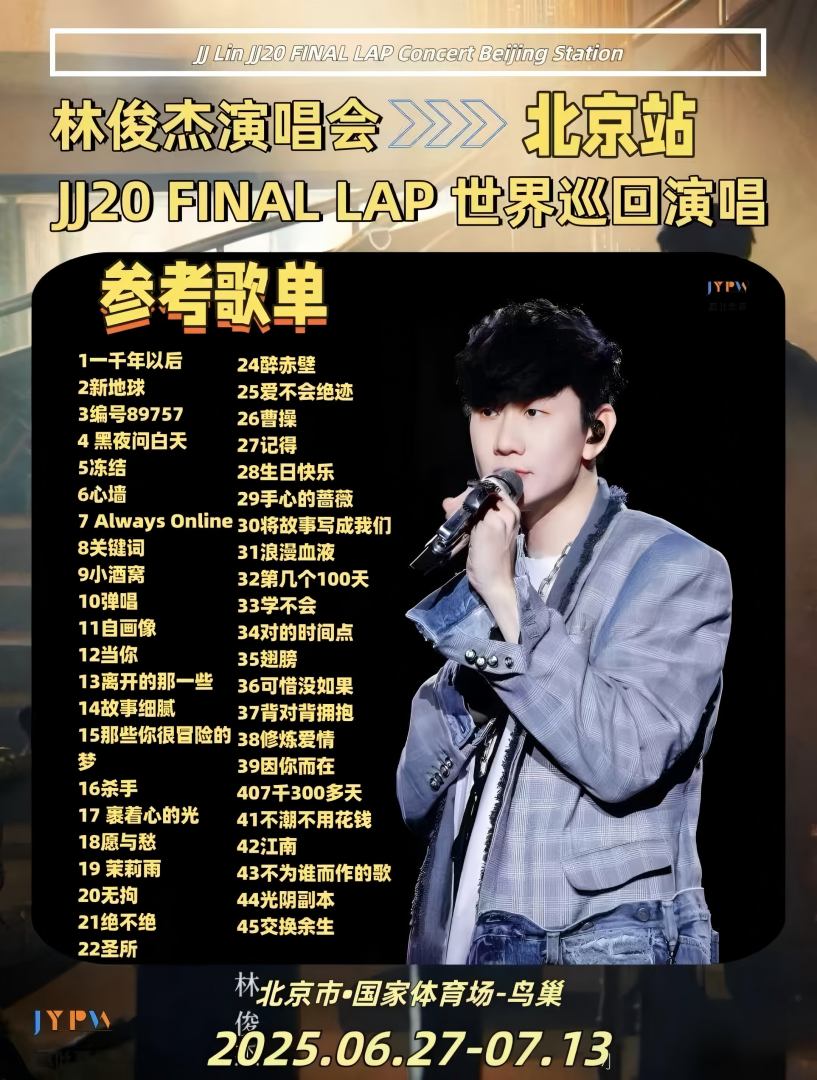 JJ Lin JJ20 FINAL LAP Concert Beijing Station
林俊杰演唱会 北京站
JJ20 FINAL LAP 世界巡回演唱
参考歌单
JYPW
1一千年以后
2新地球
3编号89757
4 黑夜问白天
5冻结
6心墙
7 Always Online
8关键词
9小酒窝
10弹唱
11自画像
12当你
13离开的那一些
14故事细腻
15那些你很冒险的
梦
16杀手
17 裹着心的光
18愿与愁
19 茉莉雨
20无拘
21绝不绝
22圣所
24醉赤壁
25爱不会绝迹
26曹操
27记得
28生日快乐
29手心的蔷薇
30将故事写成我们
31浪漫血液
32第几个100天
33学不会
34对的时间点
35翅膀
36可惜没如果
37背对背拥抱
38修炼爱情
39因你而在
407千300多天
41不潮不用花钱
42江南
43不为谁而作的歌
44光阴副本
45交换余生
林俊
北京市•国家体育场-鸟巢
JYPW
2025.06.27-07.13